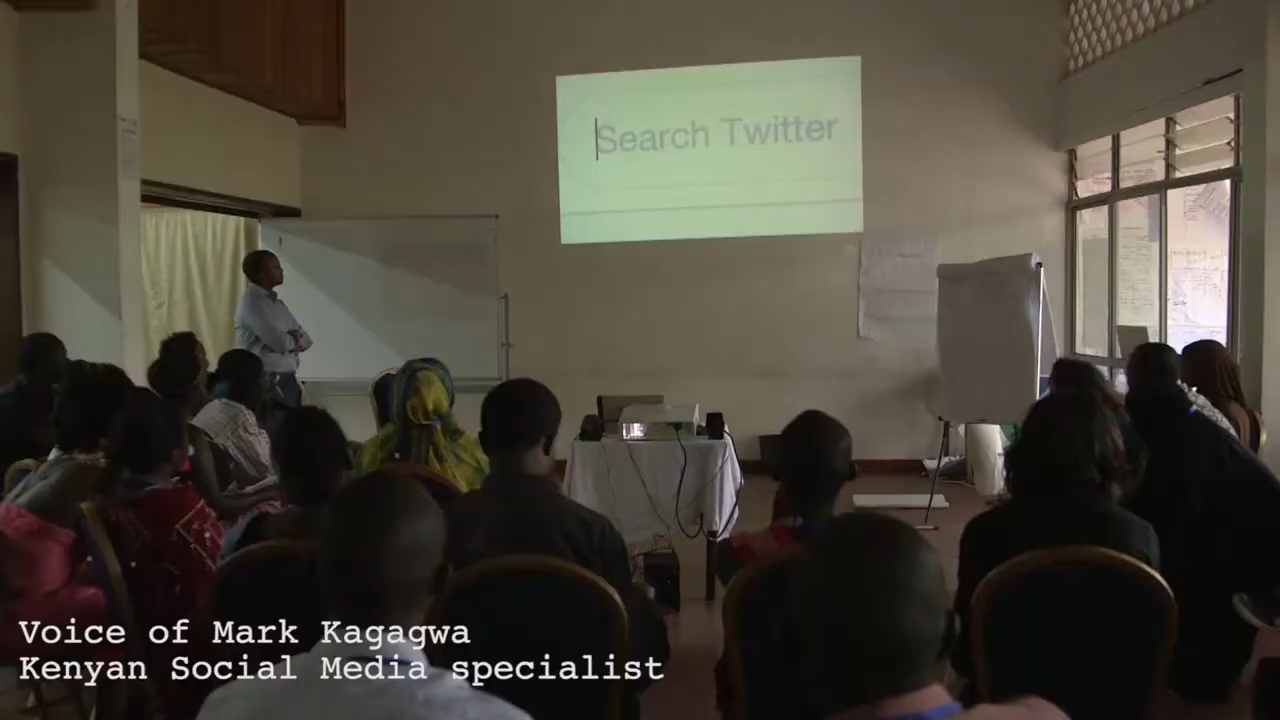 Search Twitter
Voice of Mark Kagagwa
Kenyan Social Media specialist